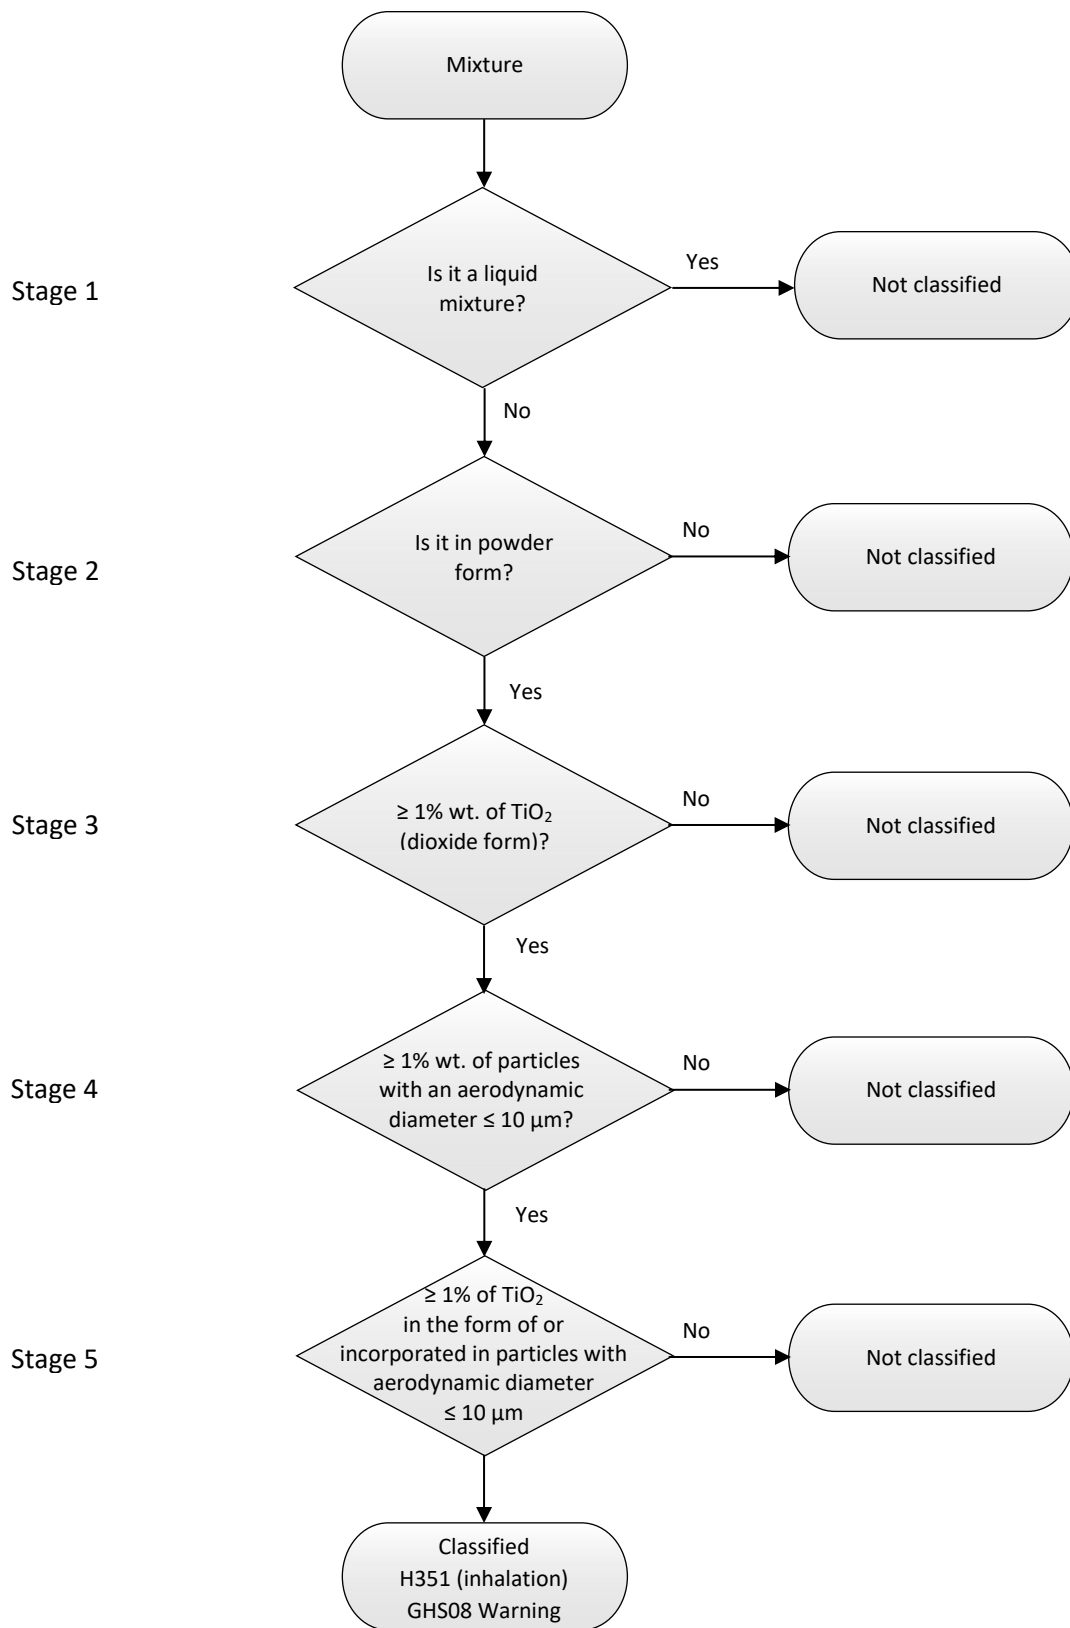 Mixture
Stage 1
Is it a liquid
mixture?
Yes
Not classified
No
Stage 2
Is it in powder
form?
No
Not classified
Yes
Stage 3
≥ 1% wt. of TiO₂
(dioxide form)?
No
Not classified
Yes
Stage 4
≥ 1% wt. of particles
with an aerodynamic
diameter ≤ 10 µm?
No
Not classified
Yes
Stage 5
≥ 1% of TiO₂
in the form of or
incorporated in particles with
aerodynamic diameter
≤ 10 µm
No
Not classified
Classified
H351 (inhalation)
GHS08 Warning